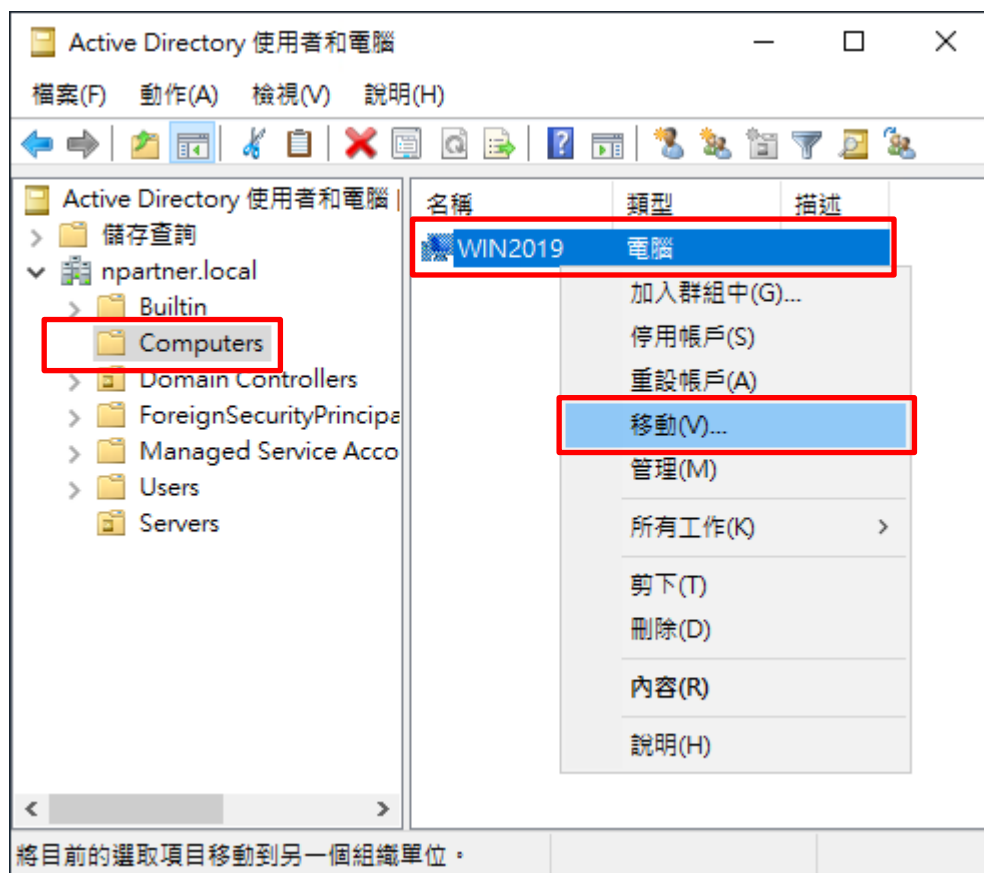 Active Directory 使用者和電腦
檔案(F) 動作(A) 檢視(V) 說明(H)
Active Directory 使用者和電腦
儲存查詢
npartner.local
Builtin
Computers
Domain Controllers
ForeignSecurityPrincipa
Managed Service Acco
Users
Servers
名稱 類型 描述
WIN2019 電腦
加入群組中(G)...
停用帳戶(S)
重設帳戶(A)
移動(V)...
管理(M)
所有工作(K)
剪下(T)
刪除(D)
內容(R)
說明(H)
將目前的選取項目移動到另一個組織單位。